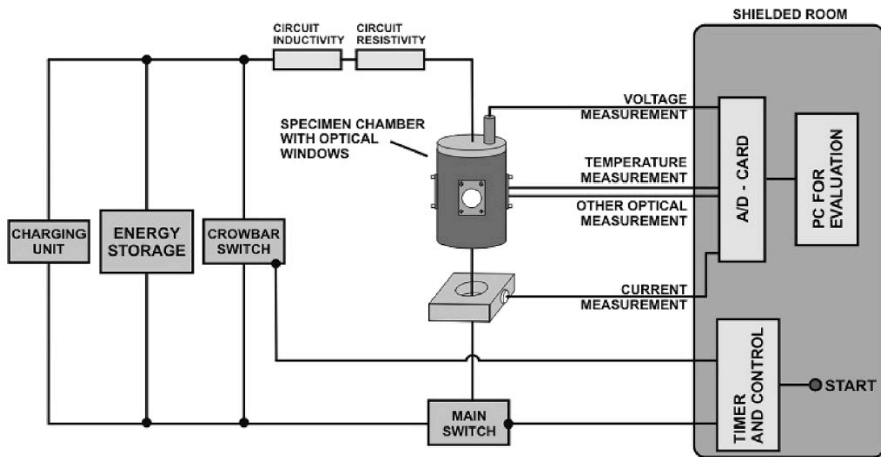 SHIELDED ROOM
CIRCUIT
INDUCTIVITY
CIRCUIT
RESISTIVITY
SPECIMEN CHAMBER
WITH OPTICAL
WINDOWS
VOLTAGE
MEASUREMENT
TEMPERATURE
MEASUREMENT
OTHER OPTICAL
MEASUREMENT
CURRENT
MEASUREMENT
A/D - CARD
PC FOR
EVALUATION
CHARGING
UNIT
ENERGY
STORAGE
CROWBAR
SWITCH
MAIN
SWITCH
TIMER
AND CONTROL
START